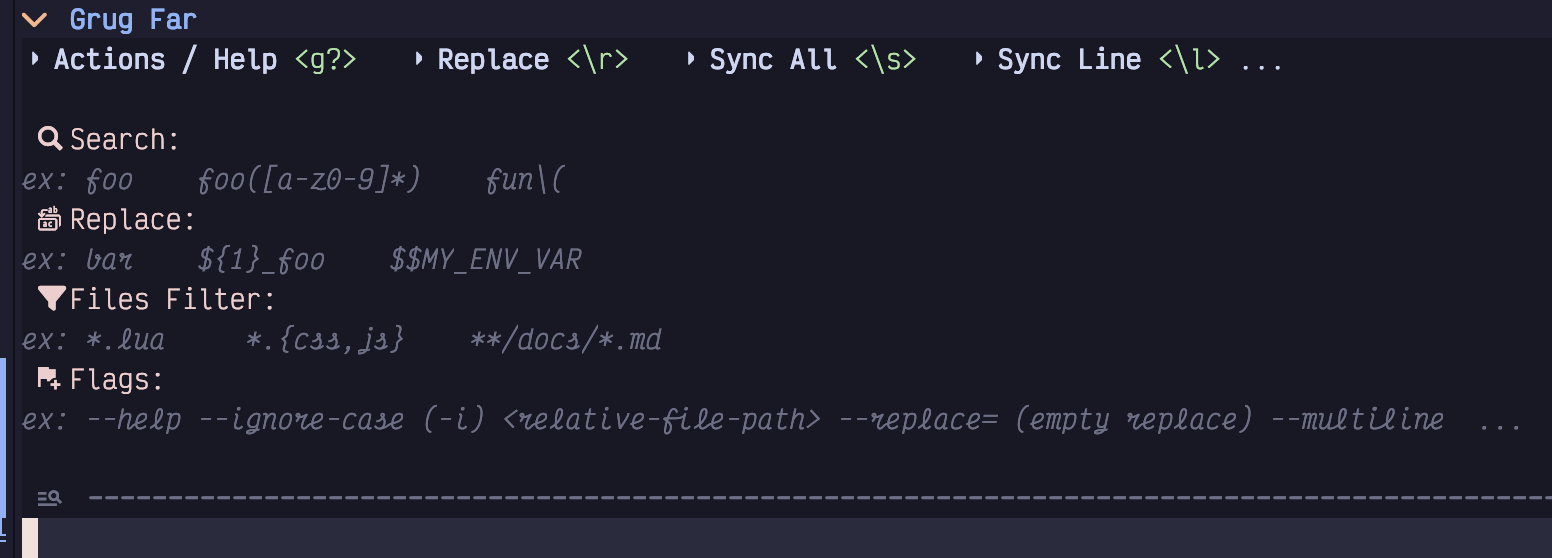 Grug Far
Actions / Help <g?> Replace <\r> Sync All <\s> Sync Line <\l> ...
Search:
ex: foo foo([a-z0-9]*) fun\(
Replace:
ex: bar ${1}_foo $$MY_ENV_VAR
Files Filter:
ex: *.lua *.{css,js} **/docs/*.md
Flags:
ex: --help --ignore-case (-i) <relative-file-path> --replace= (empty replace) --multiline ...